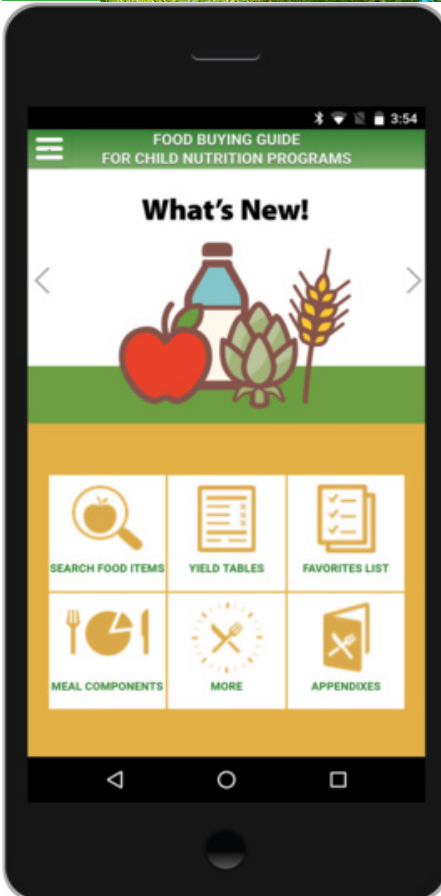 3:54
FOOD BUYING GUIDE
FOR CHILD NUTRITION PROGRAMS
What's New!
SEARCH FOOD ITEMS
YIELD TABLES
FAVORITES LIST
MEAL COMPONENTS
MORE
APPENDIXES